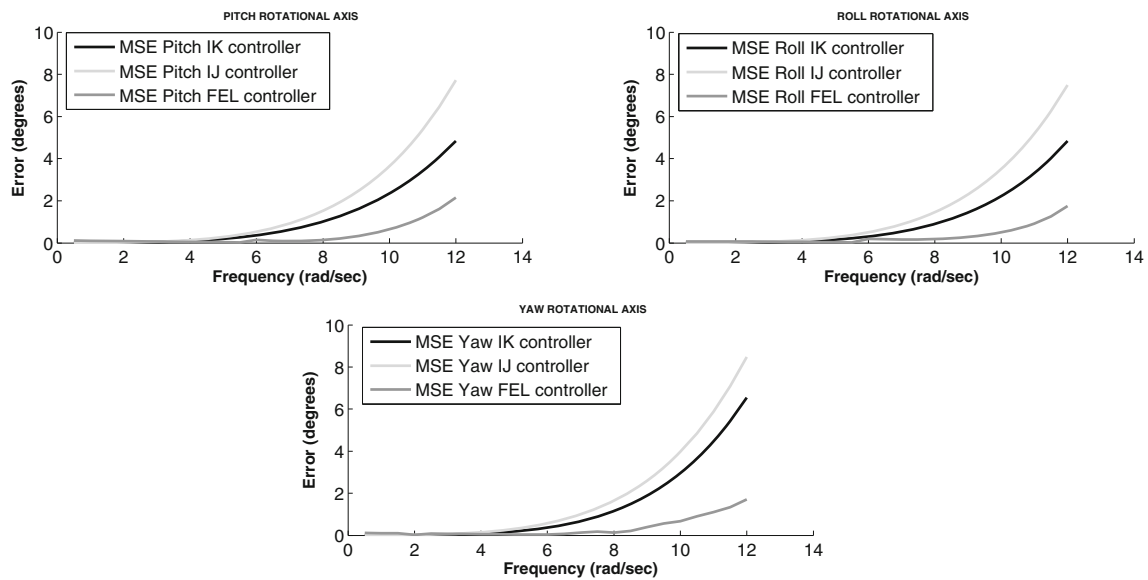 PITCH ROTATIONAL AXIS
10
8
6
4
2
0
Error (degrees)
MSE Pitch IK controller
MSE Pitch IJ controller
MSE Pitch FEL controller
0 2 4 6 8 10 12 14
Frequency (rad/sec)
ROLL ROTATIONAL AXIS
10
8
6
4
2
0
Error (degrees)
MSE Roll IK controller
MSE Roll IJ controller
MSE Roll FEL controller
0 2 4 6 8 10 12 14
Frequency (rad/sec)
YAW ROTATIONAL AXIS
10
8
6
4
2
0
Error (degrees)
MSE Yaw IK controller
MSE Yaw IJ controller
MSE Yaw FEL controller
0 2 4 6 8 10 12 14
Frequency (rad/sec)